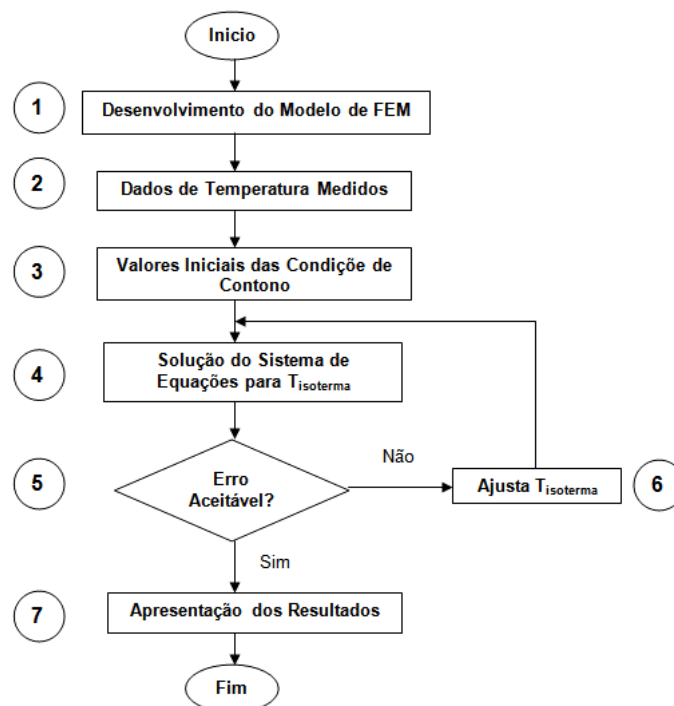 Inicio
1
Desenvolvimento do Modelo de FEM
2
Dados de Temperatura Medidos
3
Valores Iniciais das Condiçõe de
Contono
4
Solução do Sistema de
Equações para Tisoterma
5
Erro
Aceitável?
Não
Ajusta Tisoterma
6
Sim
7
Apresentação dos Resultados
Fim